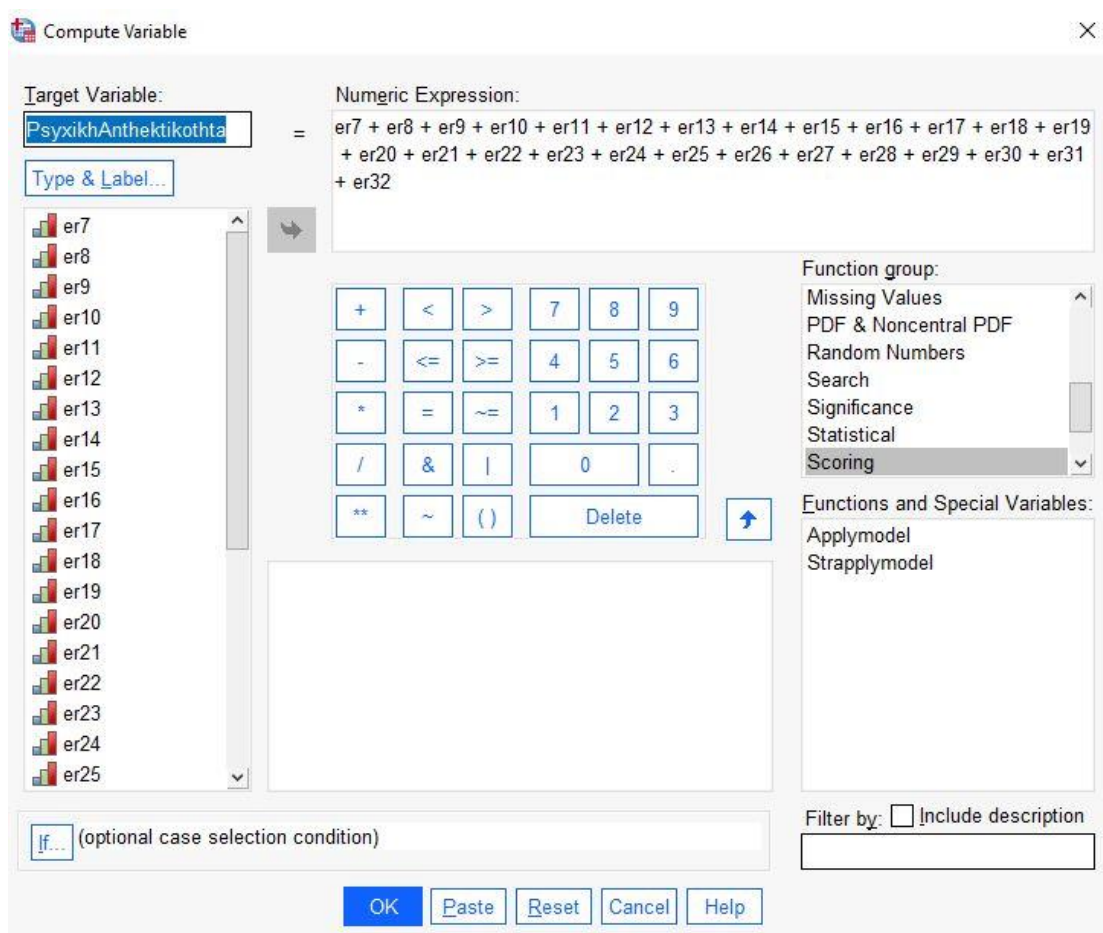 Compute Variable
Target Variable:
PsyxikhAnthektikothta
=
Type & Label...
Numeric Expression:
er7 + er8 + er9 + er10 + er11 + er12 + er13 + er14 + er15 + er16 + er17 + er18 + er19
+ er20 + er21 + er22 + er23 + er24 + er25 + er26 + er27 + er28 + er29 + er30 + er31
+ er32
er7
er8
er9
er10
er11
er12
er13
er14
er15
er16
er17
er18
er19
er20
er21
er22
er23
er24
er25
+ < > 7 8 9
- <= >= 4 5 6
* = ~= 1 2 3
/ & | 0 .
** ~ ( ) Delete
Function group:
Missing Values
PDF & Noncentral PDF
Random Numbers
Search
Significance
Statistical
Scoring
Functions and Special Variables:
Applymodel
Strapplymodel
If... (optional case selection condition)
Filter by: Include description
OK Paste Reset Cancel Help